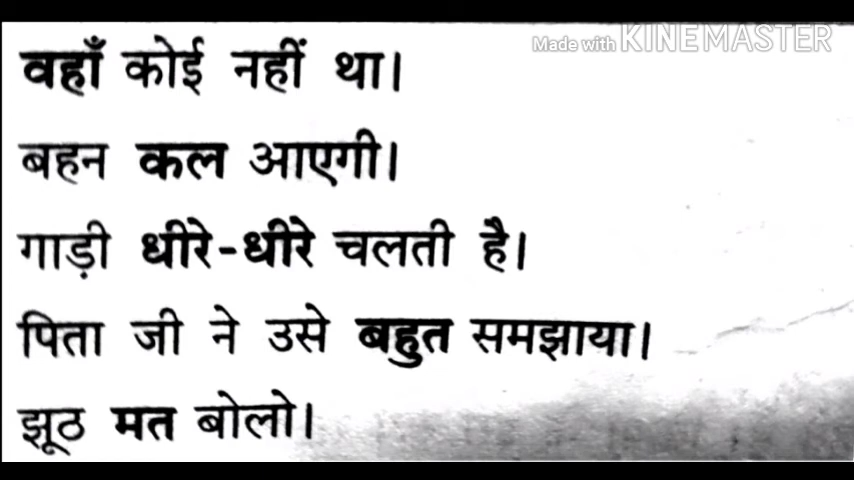 Made with KINEMASTER
वहाँ कोई नहीं था।
बहन कल आएगी।
गाड़ी धीरे-धीरे चलती है।
पिता जी ने उसे बहुत समझाया।
झूठ मत बोलो।